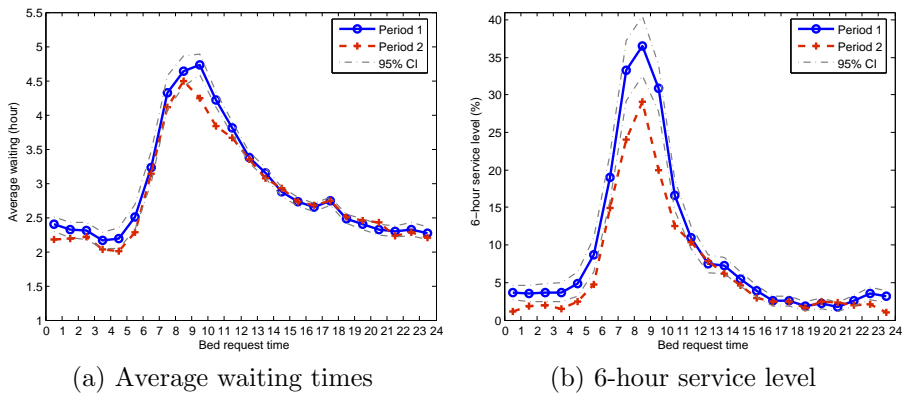 5.5
5
4.5
4
3.5
3
2.5
2
1.5
1
Average waiting (hour)
Period 1
Period 2
95% CI
0 1 2 3 4 5 6 7 8 9 10 11 12 13 14 15 16 17 18 19 20 21 22 23 24
Bed request time
(a) Average waiting times
40
35
30
25
20
15
10
5
0
6−hour service level (%)
Period 1
Period 2
95% CI
0 1 2 3 4 5 6 7 8 9 10 11 12 13 14 15 16 17 18 19 20 21 22 23 24
Bed request time
(b) 6-hour service level